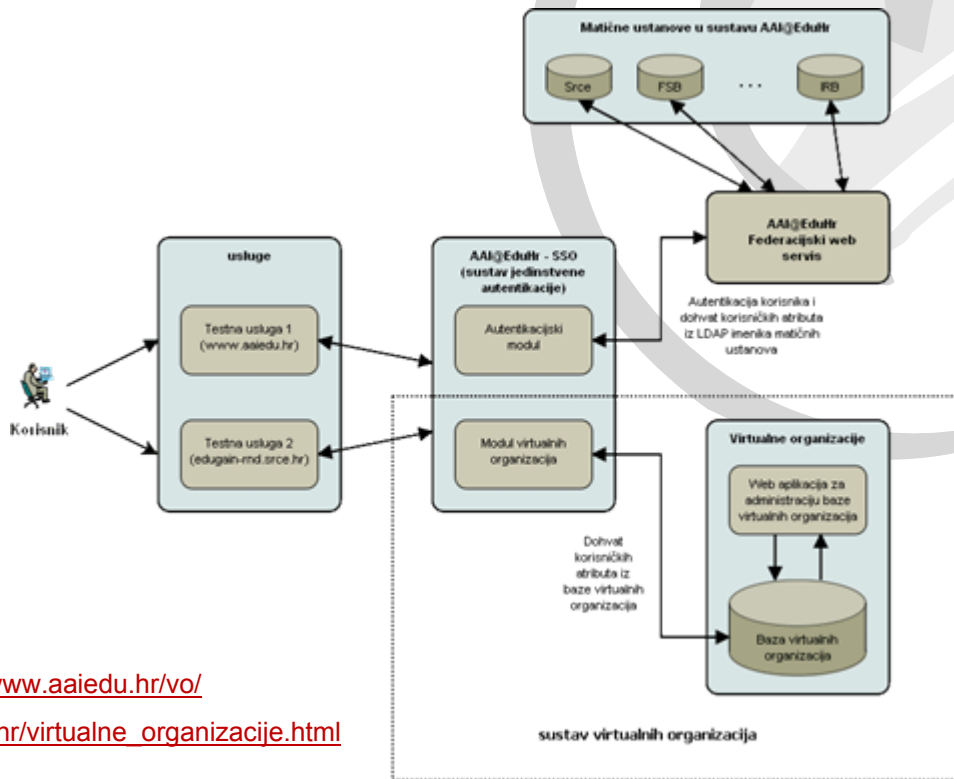 Matične ustanove u sustavu AAI@EduHr
Srce
FSB
...
IRB
AAI@EduHr
Federacijski web
servis
Autentikacija korisnika i
dohvat korisničkih atributa
iz LDAP imenika matičnih
ustanova
usluge
Testna usluga 1
(www.aaiedu.hr)
Testna usluga 2
(edugain-rnd.srce.hr)
AAI@EduHr - SSO
(sustav jedinstvene
autentikacije)
Autentikacijski
modul
Modul virtualnih
organizacija
Korisnik
Virtualne organizacije
Web aplikacija za
administraciju baze
virtualnih organizacija
Baza virtualnih
organizacija
Dohvat
korisničkih
atributa iz
baze virtualnih
organizacija
sustav virtualnih organizacija
www.aaiedu.hr/vo/
hr/virtualne_organizacije.html